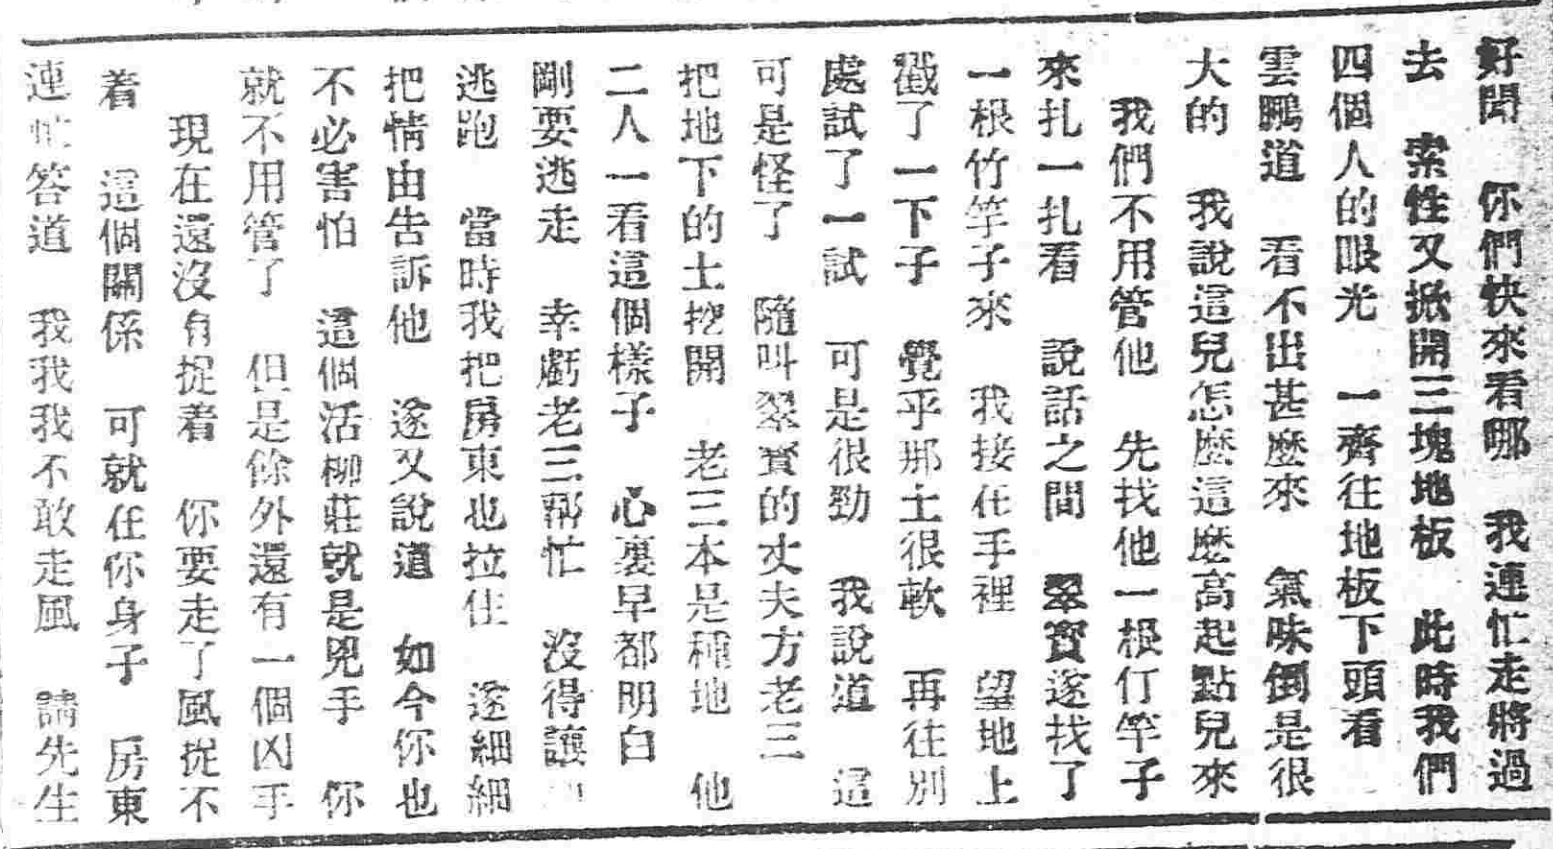 好聞　你們快來看哪　我連忙走將過
去　索性又掀開三塊地板　此時我們
四個人的眼光　一齊往地板下頭看
雲鵬道　看不出甚麼來　氣味倒是很
大的　我說這兒怎麼這麼高起點兒來
我們不用管他　先找他一根仃竿子
來扎一扎看　說話之間　翠寳遂找了
一根竹竿子來　我接在手裡　望地上
戳了一下子　覺乎那土很軟　再往別
處試了一試　可是很勁　我說道　這
可是怪了　隨叫翠寳的丈夫方老三
把地下的土挖開　老三本是種地　他
二人一看這個樣子　心裏早都明白
剛要逃走　幸虧老三帮忙　沒得讓
逃跑　當時我把房東也拉住　遂細細
把情由告訴他　遂又說道　如今你也
不必害怕　這個活柳莊就是兇手　你
就不用管了　但是餘外還有一個凶手
現在還沒有捉着　你要走了風捉不
着　這個關係　可就在你身子　房東
連忙答道　我我我不敢走風　請先生